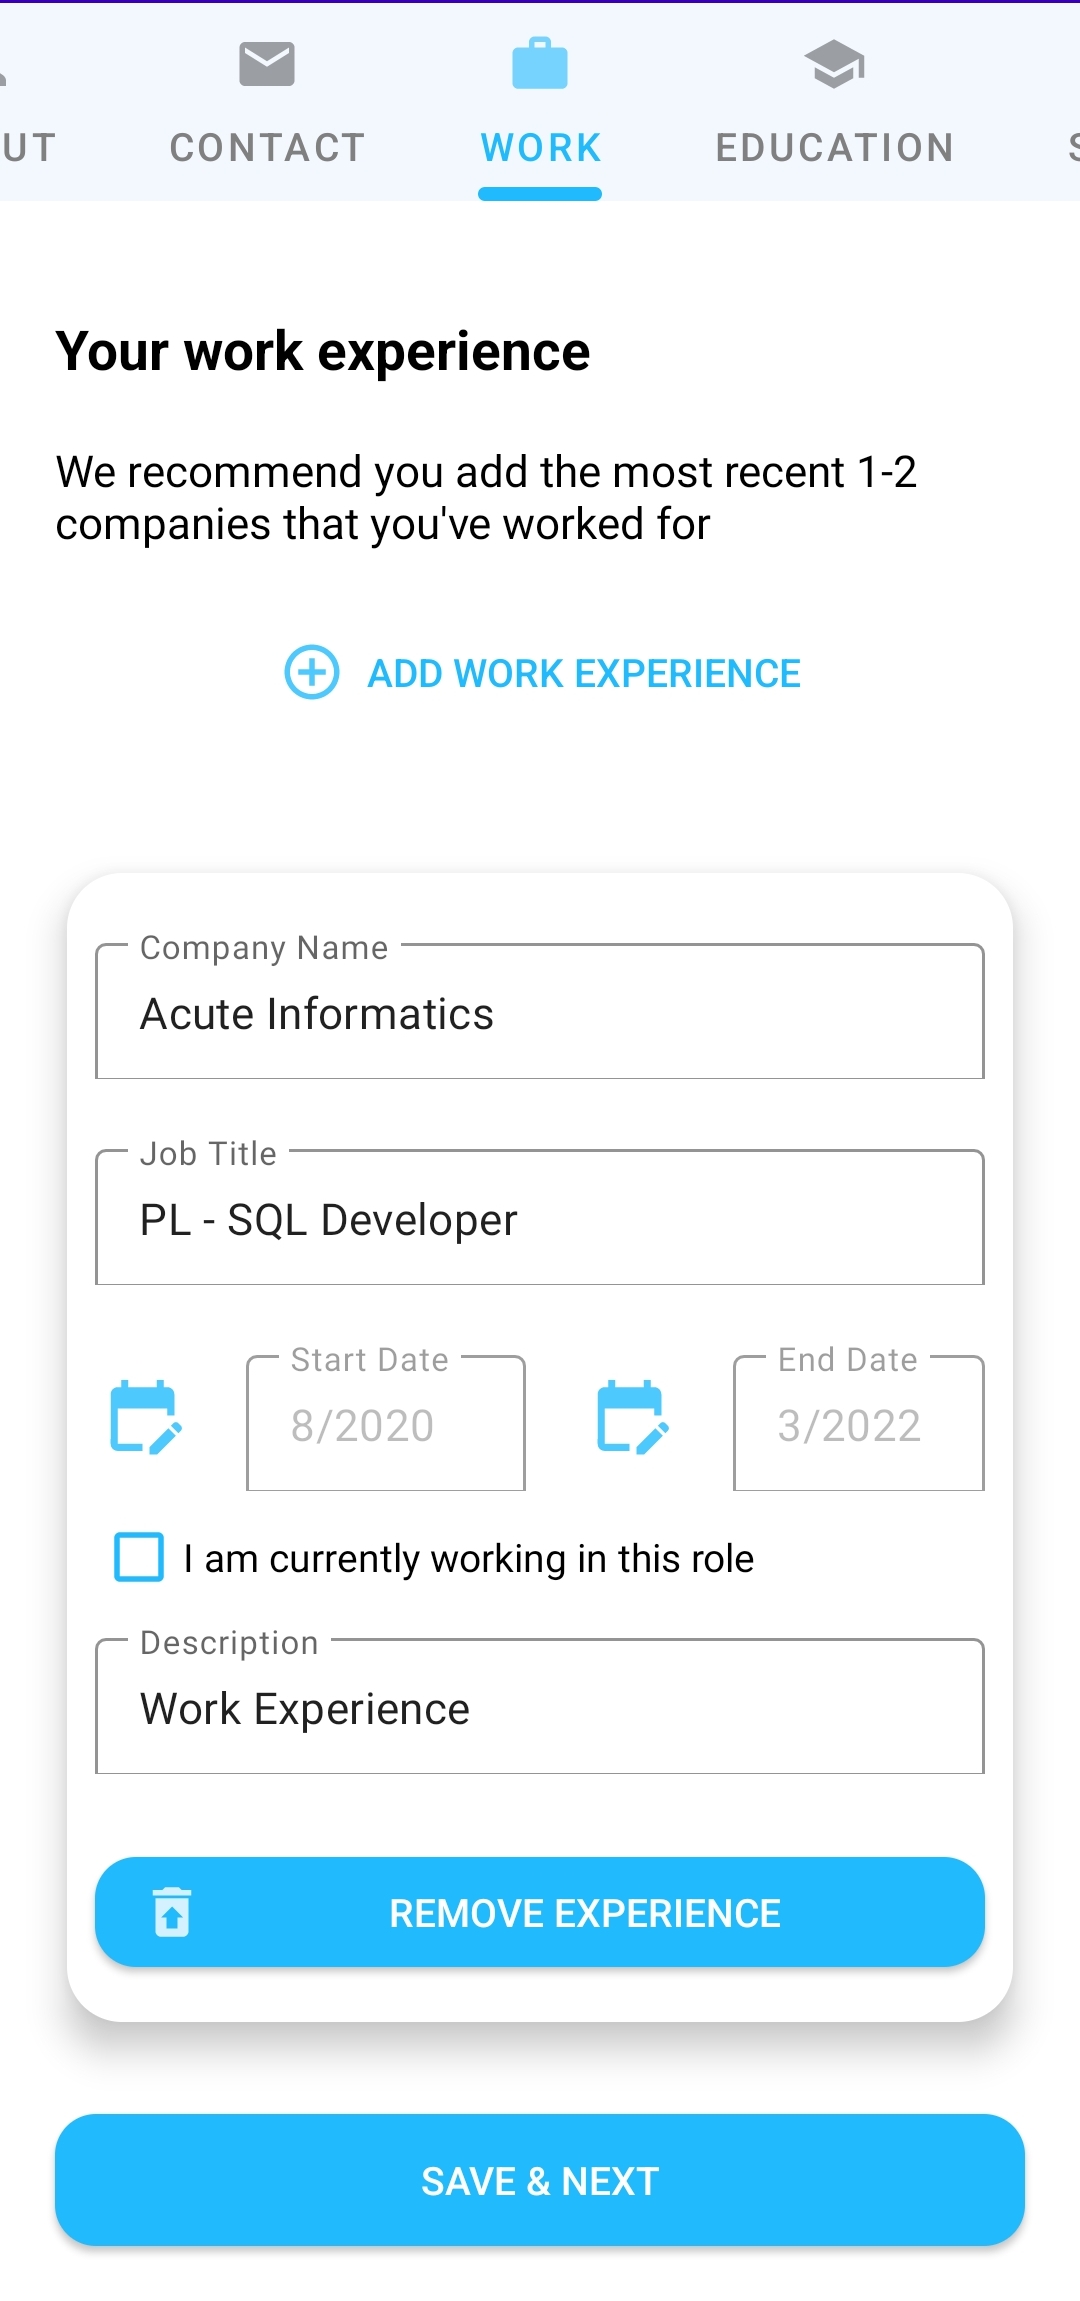 UT CONTACT WORK EDUCATION S
Your work experience
We recommend you add the most recent 1-2
companies that you've worked for
ADD WORK EXPERIENCE
Company Name
Acute Informatics
Job Title
PL - SQL Developer
Start Date End Date
8/2020 3/2022
I am currently working in this role
Description
Work Experience
REMOVE EXPERIENCE
SAVE & NEXT